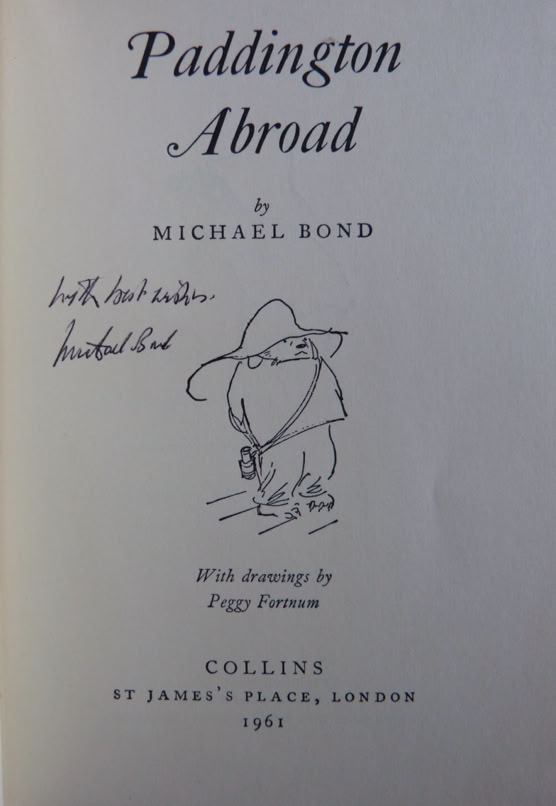 Paddington
Abroad
by
MICHAEL BOND
with best wishes.
Michael Bond
With drawings by
Peggy Fortnum
COLLINS
ST JAMES'S PLACE, LONDON
1961